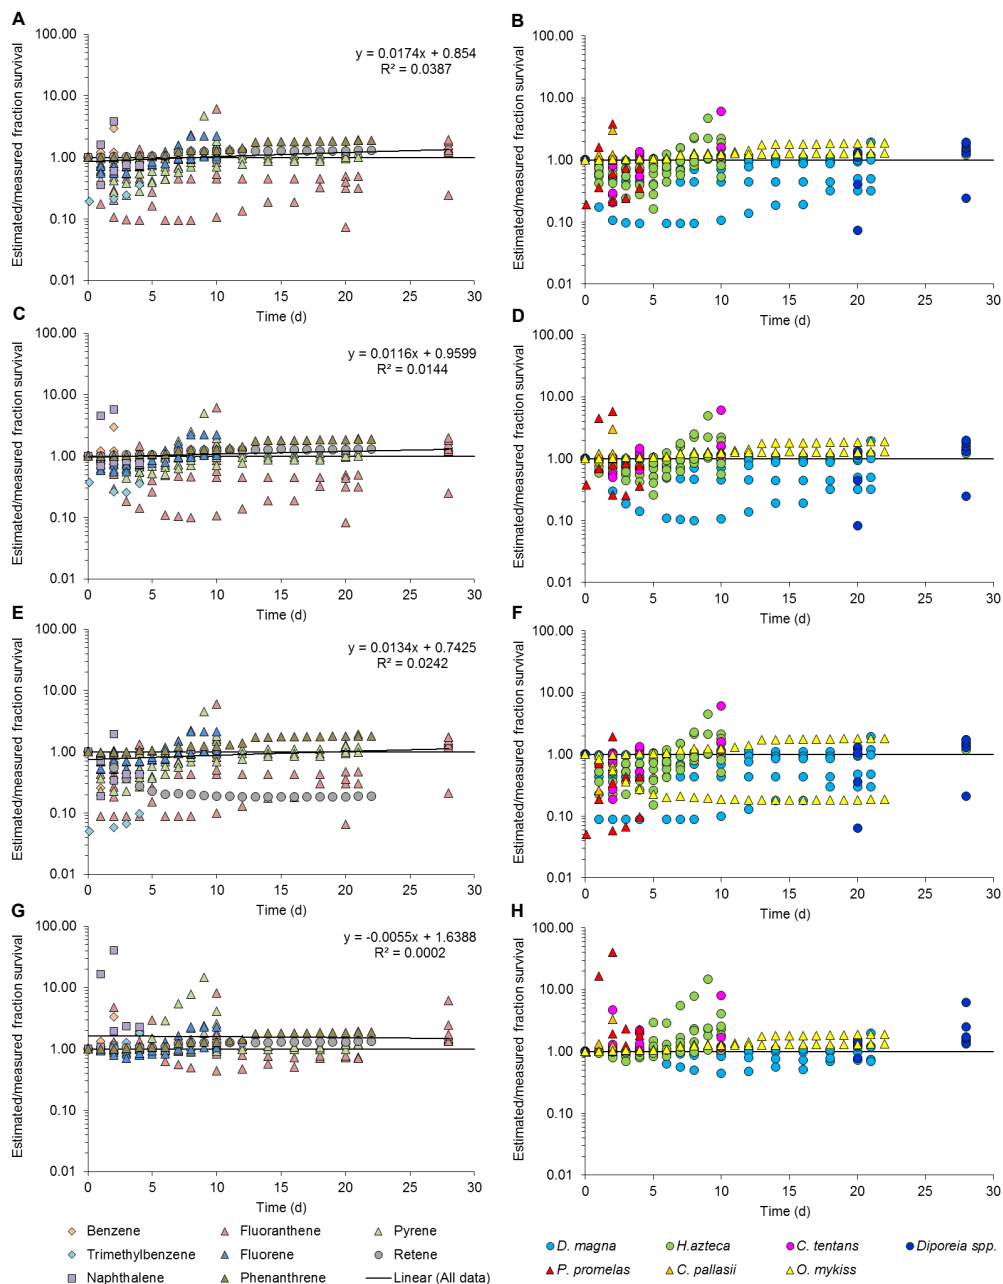 A
B
Estimated/measured fraction survival
100.00
10.00
1.00
0.10
0.01
y = 0.0174x + 0.854
R² = 0.0387
0 5 10 15 20 25 30
Time (d)
Estimated/measured fraction survival
100.00
10.00
1.00
0.10
0.01
0 5 10 15 20 25 30
Time (d)
C
D
Estimated/measured fraction survival
100.00
10.00
1.00
0.10
0.01
y = 0.0116x + 0.9599
R² = 0.0144
0 5 10 15 20 25 30
Time (d)
Estimated/measured fraction survival
100.00
10.00
1.00
0.10
0.01
0 5 10 15 20 25 30
Time (d)
E
F
Estimated/measured fraction survival
100.00
10.00
1.00
0.10
0.01
y = 0.0134x + 0.7425
R² = 0.0242
0 5 10 15 20 25 30
Time (d)
Estimated/measured fraction survival
100.00
10.00
1.00
0.10
0.01
0 5 10 15 20 25 30
Time (d)
G
H
Estimated/measured fraction survival
100.00
10.00
1.00
0.10
0.01
y = -0.0055x + 1.6388
R² = 0.0002
0 5 10 15 20 25 30
Time (d)
Estimated/measured fraction survival
100.00
10.00
1.00
0.10
0.01
0 5 10 15 20 25 30
Time (d)
Benzene Fluoranthene Pyrene
Trimethylbenzene Fluorene Retene
Naphthalene Phenanthrene Linear (All data)
D. magna H.azteca C. tentans Diporeia spp.
P. promelas C. pallasii O. mykiss